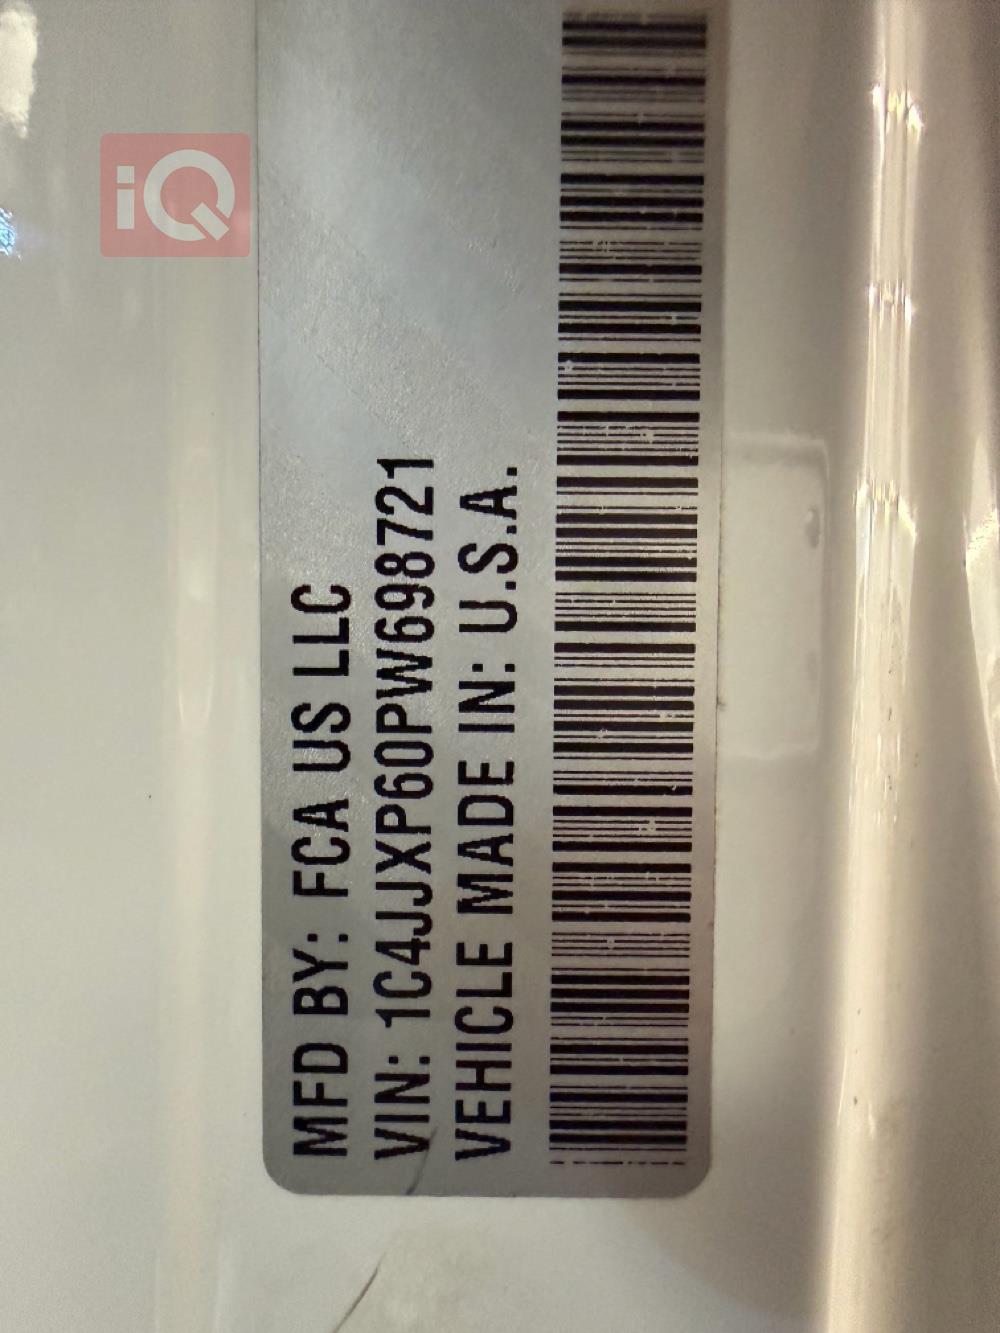 iQ
MFD BY: FCA US LLC
VIN: 1C4JJXP60PW698721
VEHICLE MADE IN: U.S.A.